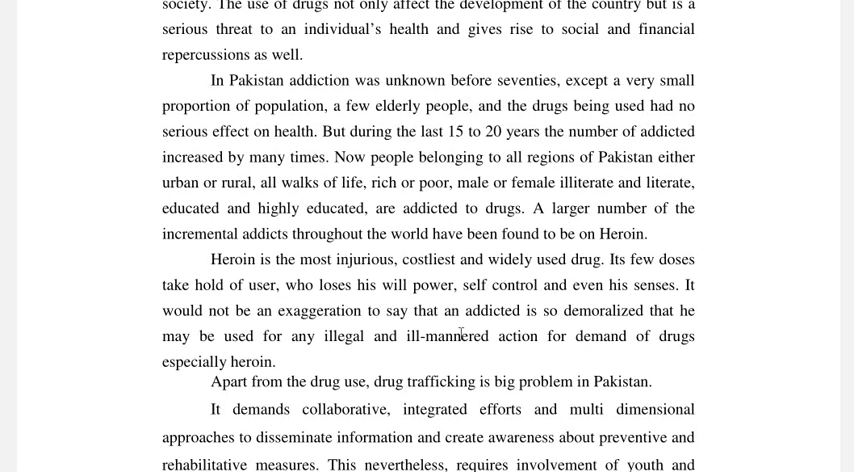 society. The use of drugs not only affect the development of the country but is a
serious threat to an individual’s health and gives rise to social and financial
repercussions as well.
In Pakistan addiction was unknown before seventies, except a very small
proportion of population, a few elderly people, and the drugs being used had no
serious effect on health. But during the last 15 to 20 years the number of addicted
increased by many times. Now people belonging to all regions of Pakistan either
urban or rural, all walks of life, rich or poor, male or female illiterate and literate,
educated and highly educated, are addicted to drugs. A larger number of the
incremental addicts throughout the world have been found to be on Heroin.
Heroin is the most injurious, costliest and widely used drug. Its few doses
take hold of user, who loses his will power, self control and even his senses. It
would not be an exaggeration to say that an addicted is so demoralized that he
may be used for any illegal and ill-mannered action for demand of drugs
especially heroin.
Apart from the drug use, drug trafficking is big problem in Pakistan.
It demands collaborative, integrated efforts and multi dimensional
approaches to disseminate information and create awareness about preventive and
rehabilitative measures. This nevertheless, requires involvement of youth and